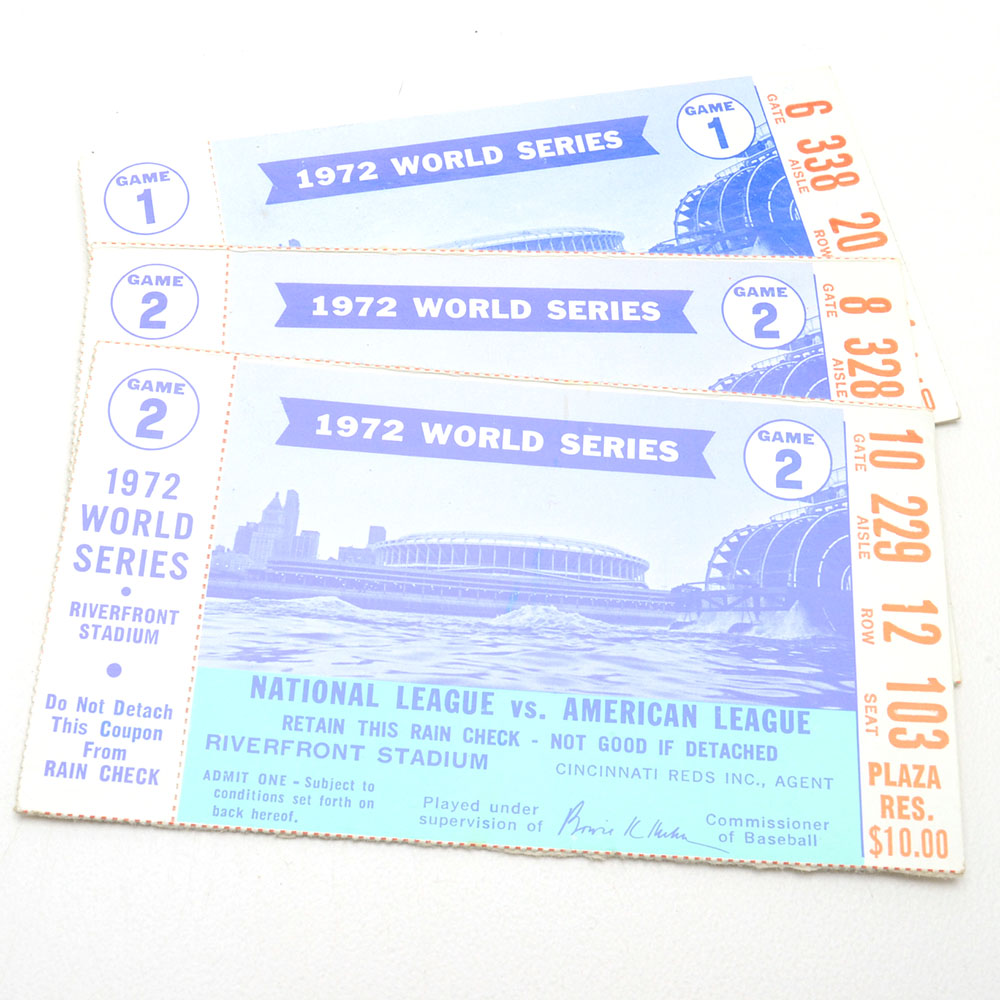 GAME
1
1972 WORLD SERIES
GAME
1
GATE
6
AISLE
338
ROW
20
GAME
2
1972 WORLD SERIES
GAME
2
GATE
8
AISLE
328
GAME
2
1972
WORLD
SERIES
RIVERFRONT
STADIUM
Do Not Detach
This Coupon
From
RAIN CHECK
1972 WORLD SERIES
GAME
2
NATIONAL LEAGUE vs. AMERICAN LEAGUE
RETAIN THIS RAIN CHECK - NOT GOOD IF DETACHED
RIVERFRONT STADIUM
CINCINNATI REDS INC., AGENT
ADMIT ONE - Subject to
conditions set forth on
back hereof.
Played under
supervision of
Bowie K Kuhn
Commissioner
of Baseball
GATE
10
AISLE
229
ROW
12
SEAT
103
PLAZA
RES.
$10.00